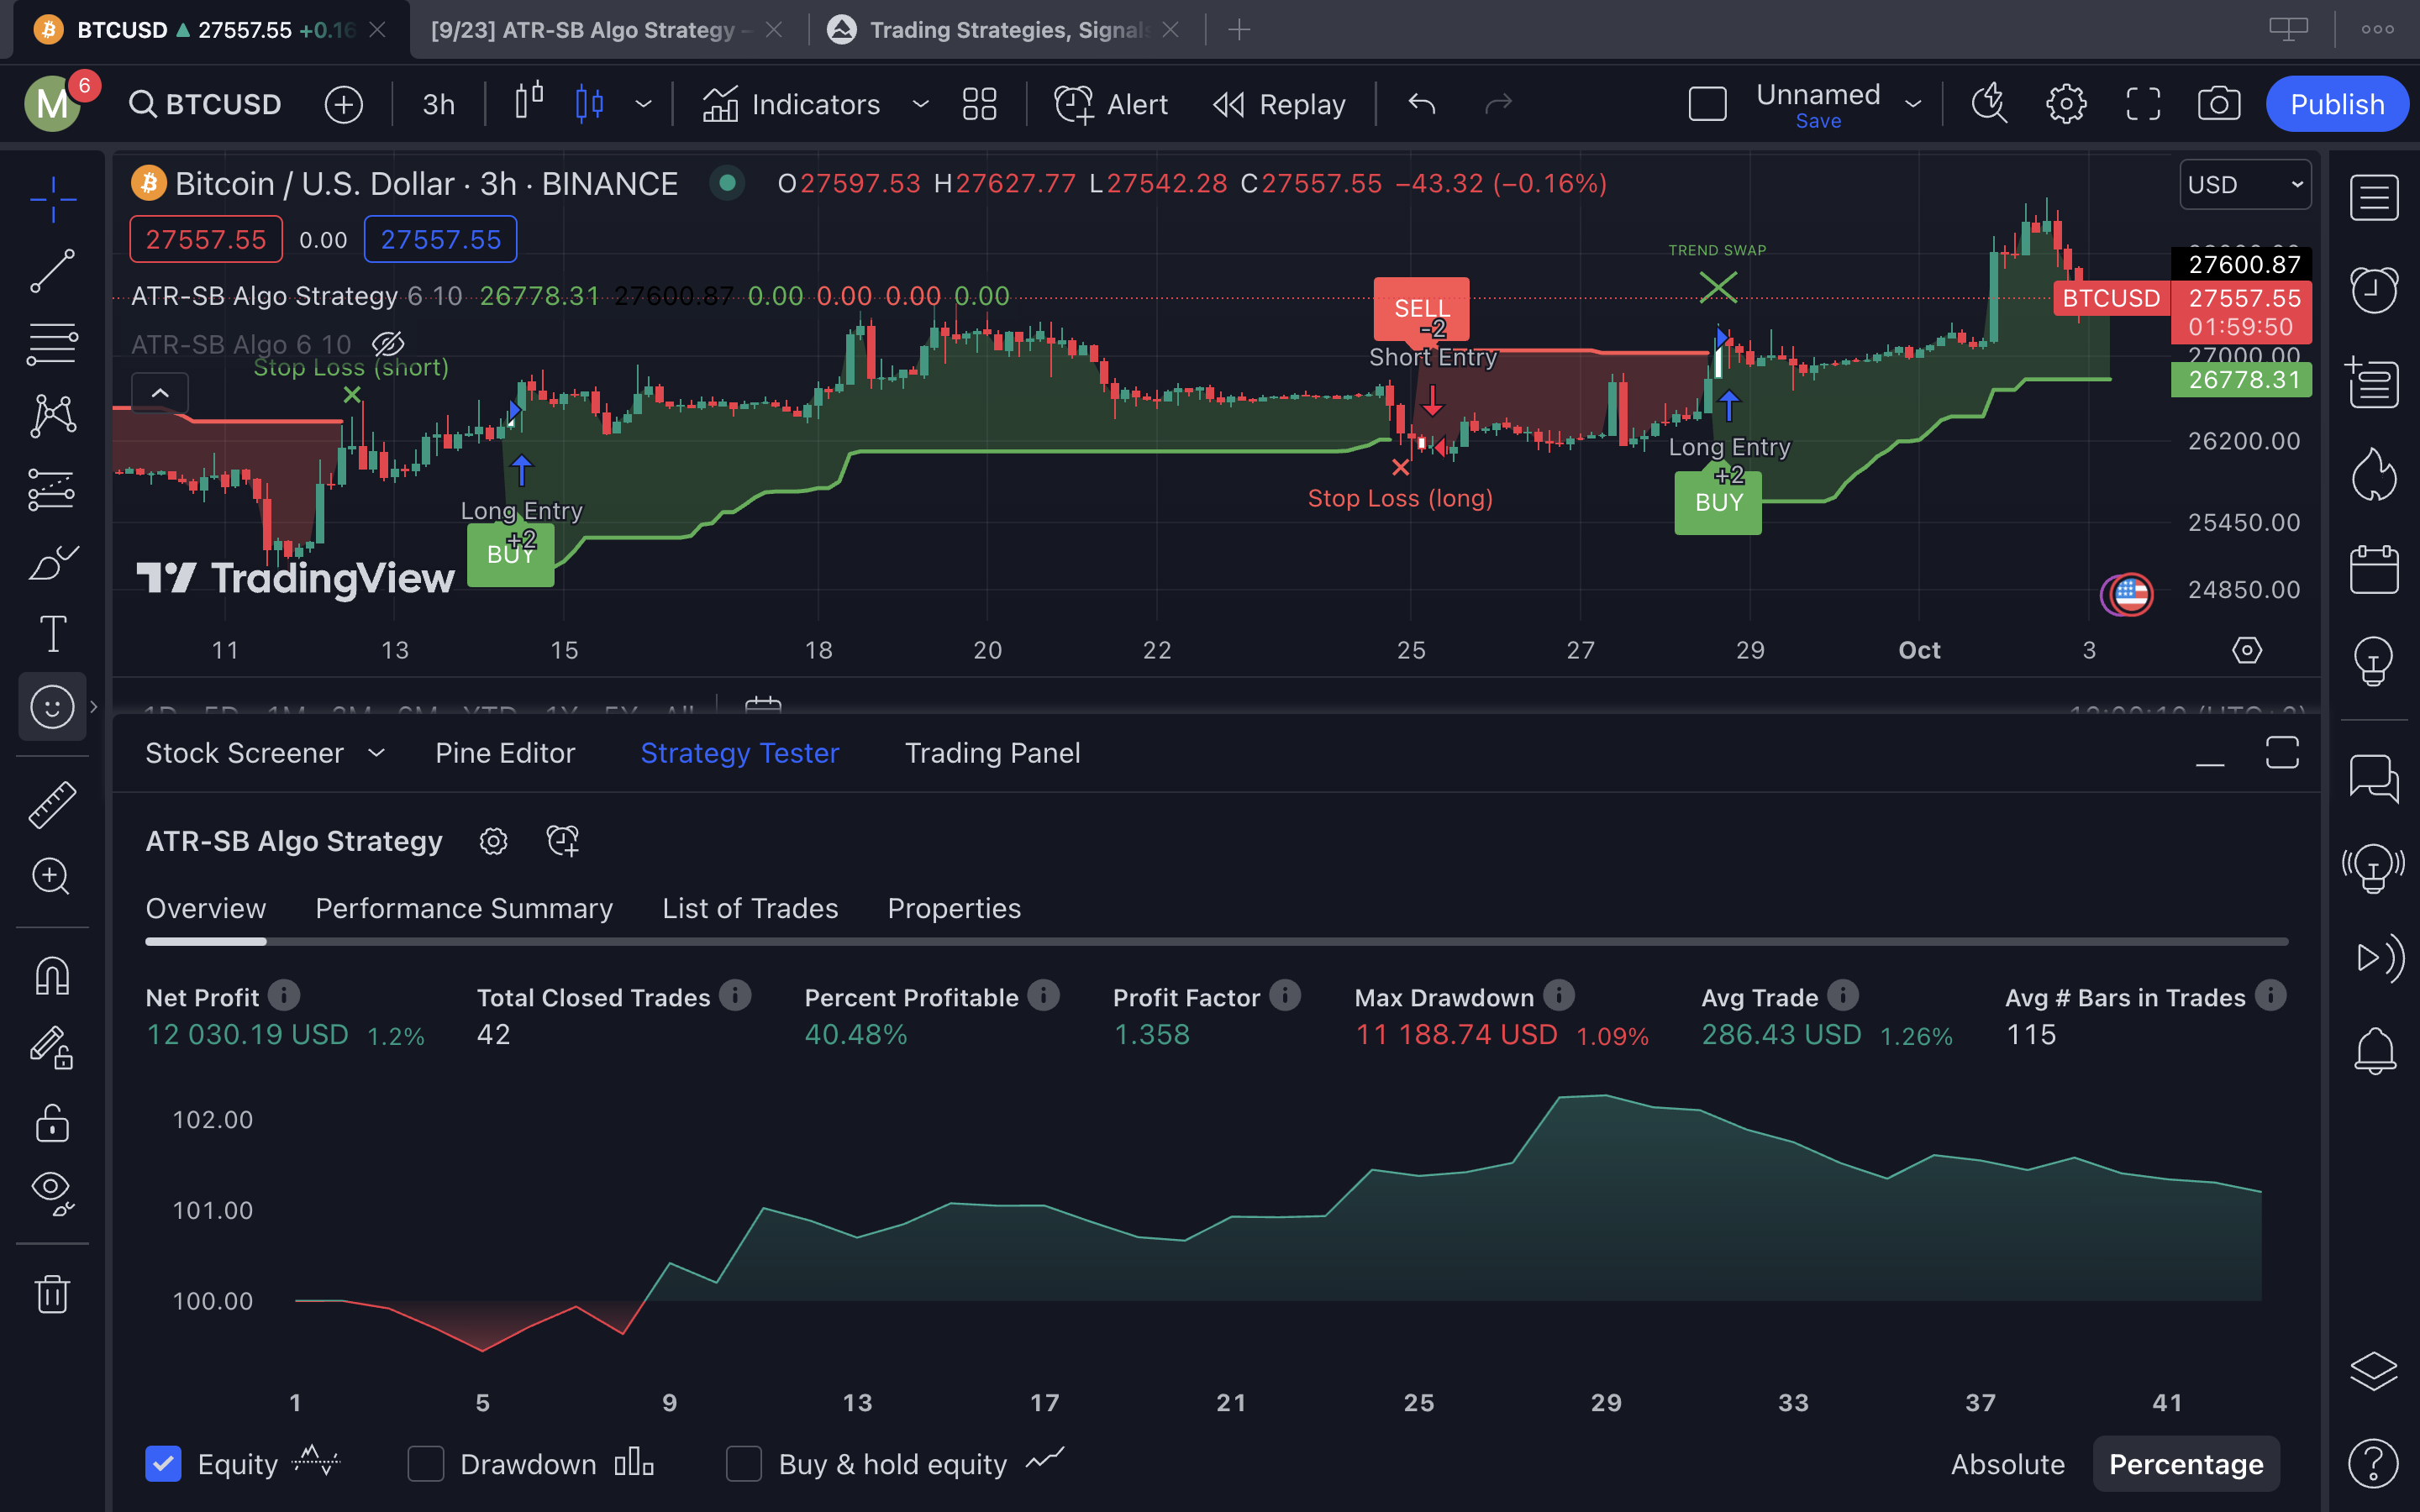 BTCUSD ▲ 27557.55 +0.16
[9/23] ATR-SB Algo Strategy -
Trading Strategies, Signals
M
6
BTCUSD
3h
Indicators
Alert
Replay
Unnamed
Save
Publish
Bitcoin / U.S. Dollar · 3h · BINANCE
O27597.53 H27627.77 L27542.28 C27557.55 −43.32 (−0.16%)
USD
27557.55
0.00
27557.55
ATR-SB Algo Strategy 6 10 26778.31 27600.87 0.00 0.00 0.00 0.00
ATR-SB Algo 6 10
Stop Loss (short)
TREND SWAP
SELL
-2
Short Entry
27600.87
BTCUSD
27557.55
01:59:50
27000.00
26778.31
26200.00
25450.00
24850.00
Long Entry
+2
BUY
Stop Loss (long)
Long Entry
+2
BUY
TradingView
11
13
15
18
20
22
25
27
29
Oct
3
1D 5D 1M 3M 6M YTD 1Y 5Y All
Stock Screener
Pine Editor
Strategy Tester
Trading Panel
ATR-SB Algo Strategy
Overview
Performance Summary
List of Trades
Properties
Net Profit
12 030.19 USD 1.2%
Total Closed Trades
42
Percent Profitable
40.48%
Profit Factor
1.358
Max Drawdown
11 188.74 USD 1.09%
Avg Trade
286.43 USD 1.26%
Avg # Bars in Trades
115
102.00
101.00
100.00
1
5
9
13
17
21
25
29
33
37
41
Equity
Drawdown
Buy & hold equity
Absolute
Percentage